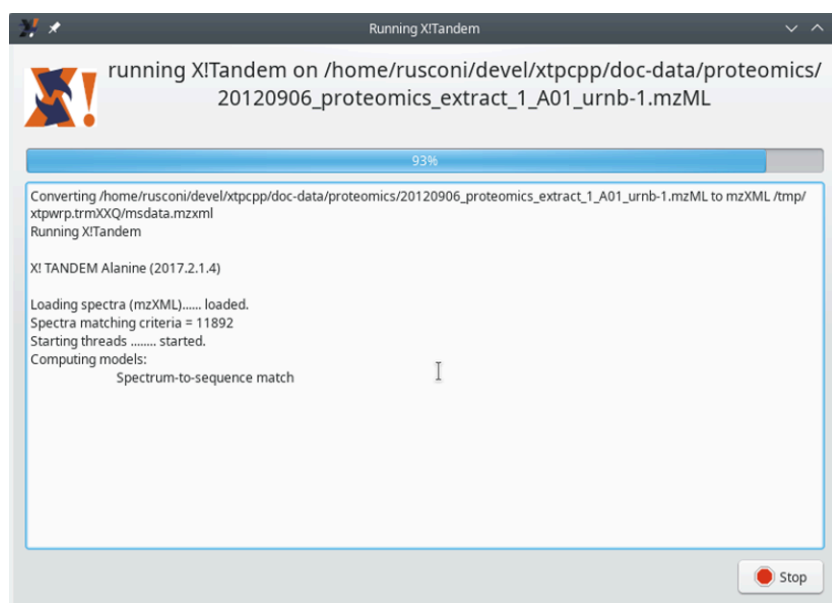 Running X!Tandem
running X!Tandem on /home/rusconi/devel/xtpcpp/doc-data/proteomics/
20120906_proteomics_extract_1_A01_urnb-1.mzML
93%
Converting /home/rusconi/devel/xtpcpp/doc-data/proteomics/20120906_proteomics_extract_1_A01_urnb-1.mzML to mzXML /tmp/
xtpwrp.trmXXQ/msdata.mzxml
Running X!Tandem
X! TANDEM Alanine (2017.2.1.4)
Loading spectra (mzXML)...... loaded.
Spectra matching criteria = 11892
Starting threads ........ started.
Computing models:
Spectrum-to-sequence match
Stop